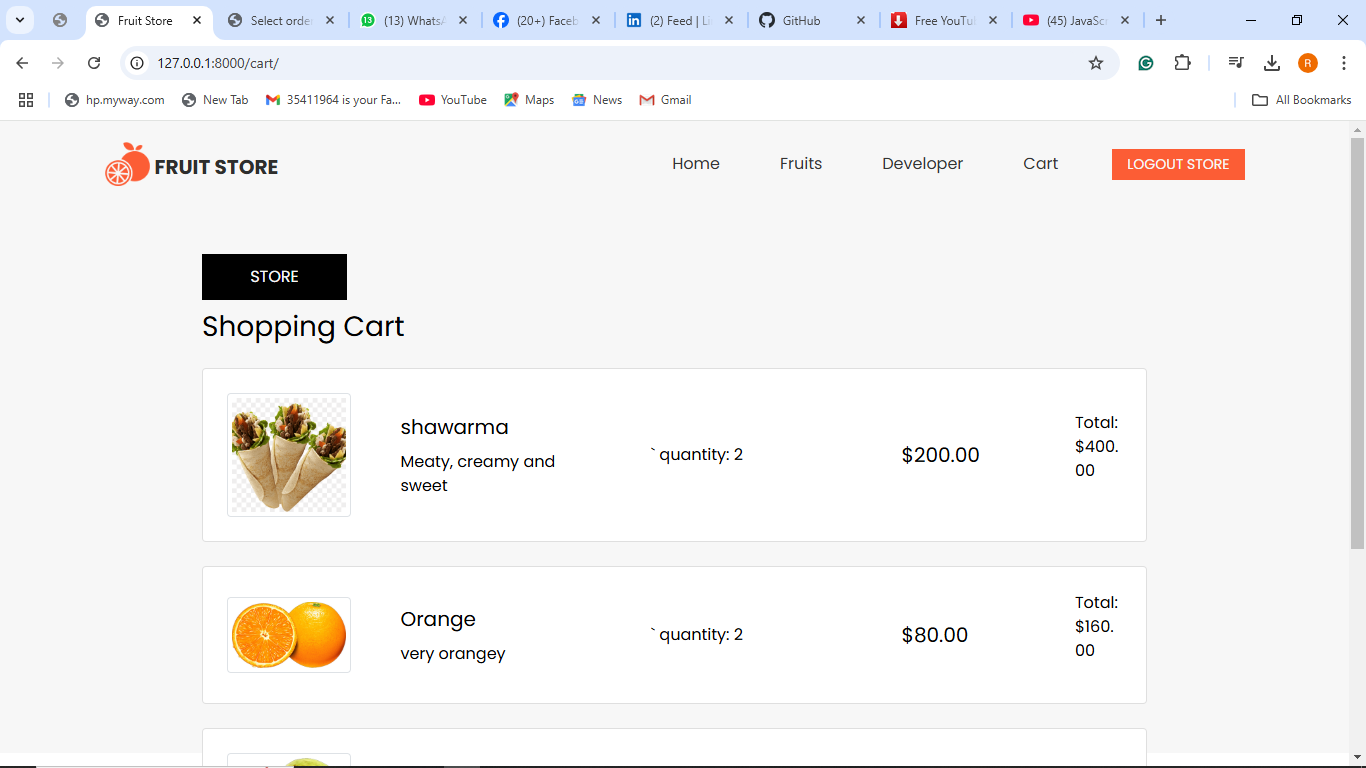 Fruit Store
Select orde
(13) WhatsA
(20+) Faceb
(2) Feed | Li
GitHub
Free YouTu
(45) JavaScr
127.0.0.1:8000/cart/
R
hp.myway.com
New Tab
35411964 is your Fa...
YouTube
Maps
News
Gmail
All Bookmarks
FRUIT STORE
Home
Fruits
Developer
Cart
LOGOUT STORE
STORE
Shopping Cart
shawarma
Meaty, creamy and
sweet
` quantity: 2
$200.00
Total:
$400.
00
Orange
very orangey
` quantity: 2
$80.00
Total:
$160.
00